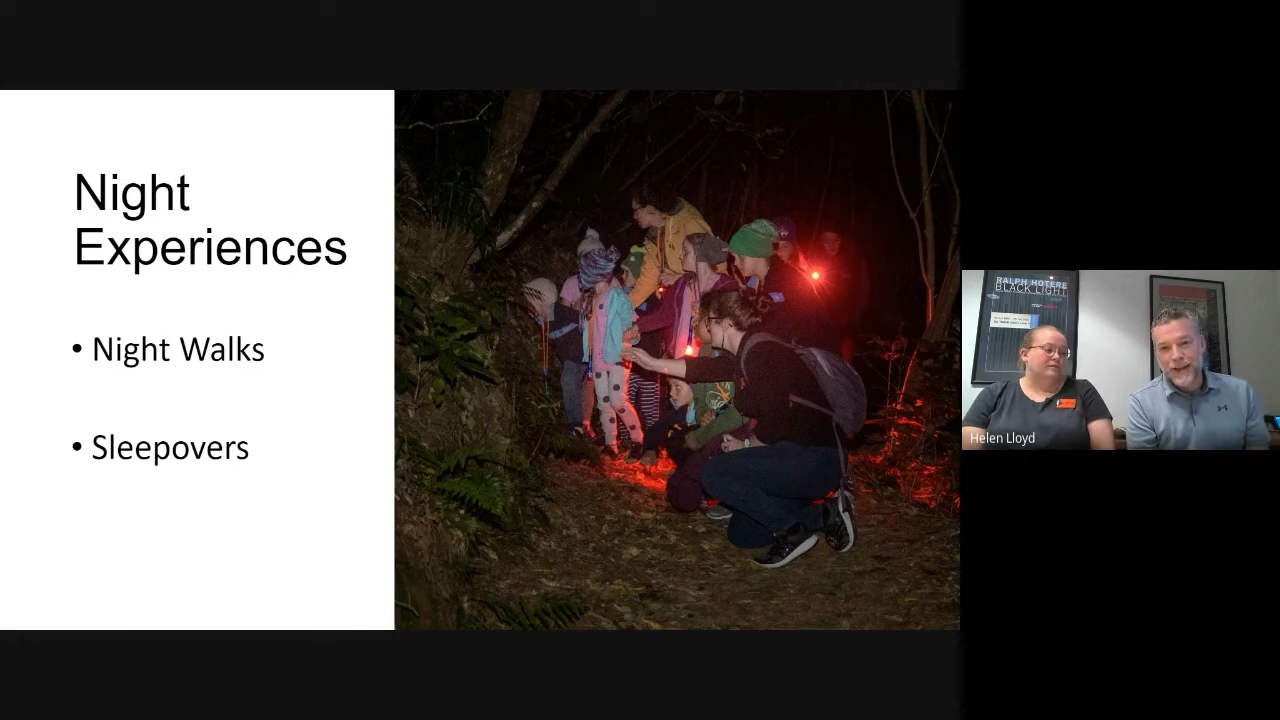 Night
Experiences
• Night Walks
• Sleepovers
RALPH HOTERE
BLACK LIGHT
Helen Lloyd